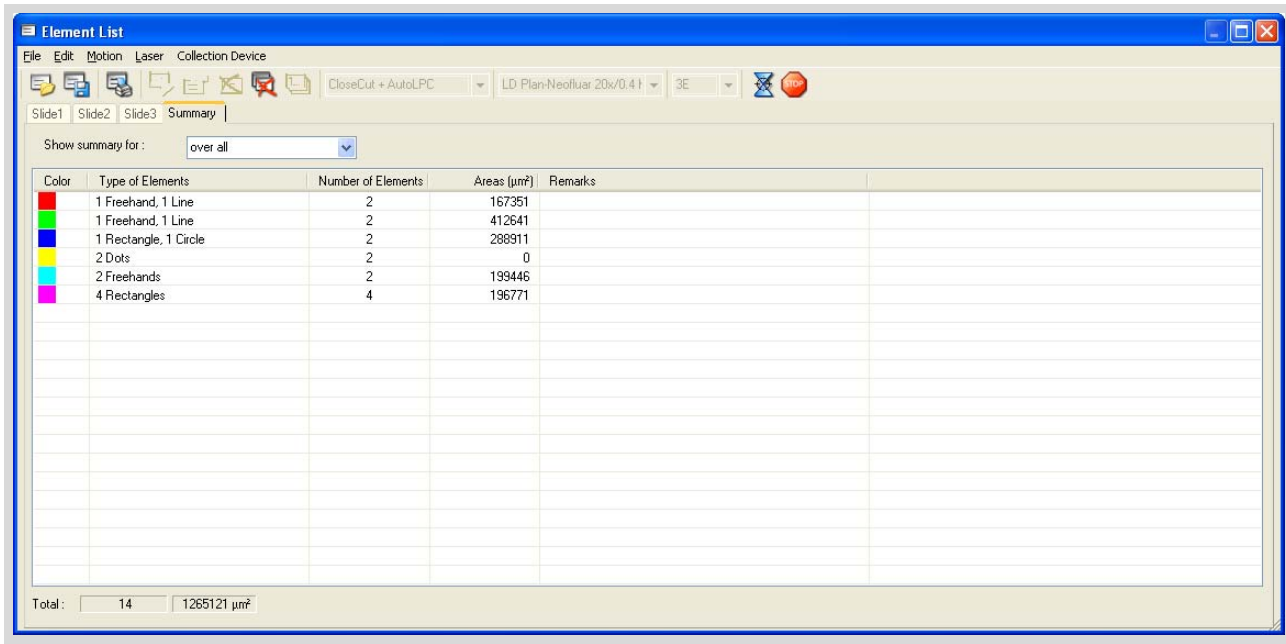 Element List
File Edit Motion Laser Collection Device
CloseCut + AutoLPC LD Plan-Neofluar 20x/0.4 3E STOP
Slide1 Slide2 Slide3 Summary
Show summary for : over all
Color Type of Elements Number of Elements Areas (µm²) Remarks
1 Freehand, 1 Line 2 167351
1 Freehand, 1 Line 2 412641
1 Rectangle, 1 Circle 2 288911
2 Dots 2 0
2 Freehands 2 199446
4 Rectangles 4 196771
Total : 14 1265121 µm²